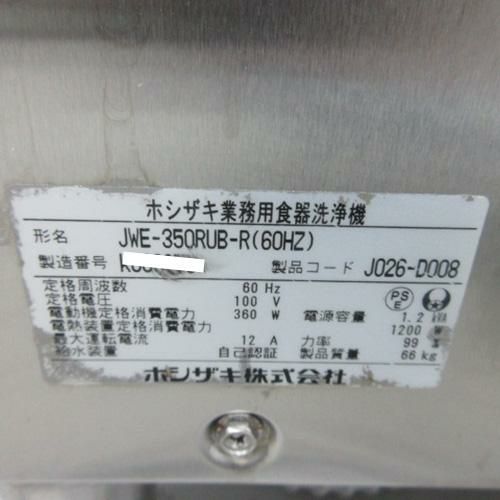 ホシザキ業務用食器洗浄機
形名 JWE-350RUB-R(60HZ)
製造番号 製品コード J026-D008
定格周波数 60 Hz
定格電圧 100 V
電動機定格消費電力 360 W 電源容量 1.2 kVA
電熱装置定格消費電力 1200 W
最大運転電流 12 A 力率 99 %
給水装置 自己認証 製品質量 66 kg
PSE
ホシザキ株式会社